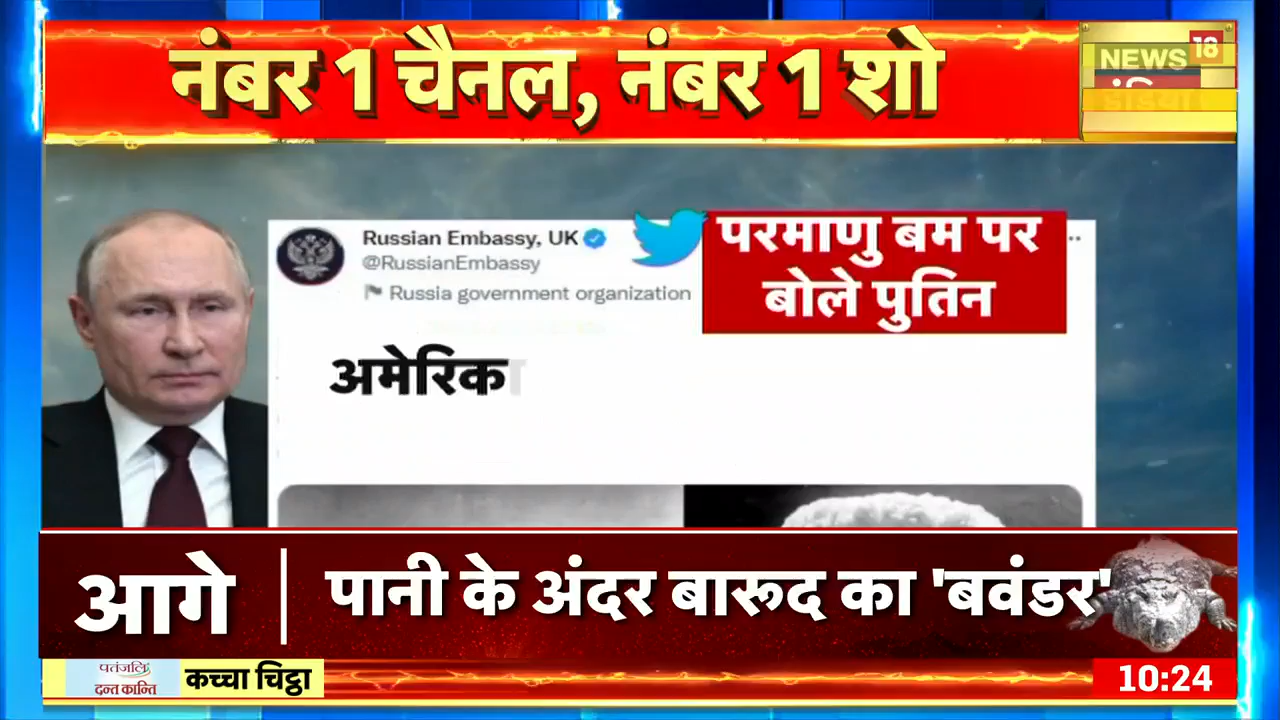 नंबर 1 चैनल, नंबर 1 शो
NEWS 18
इंडिया
Russian Embassy, UK
@RussianEmbassy
Russia government organization
परमाणु बम पर
बोले पुतिन
अमेरिका
आगे
पानी के अंदर बारूद का 'बवंडर'
पतंजलि
दन्त कान्ति
कच्चा चिट्ठा
10:24